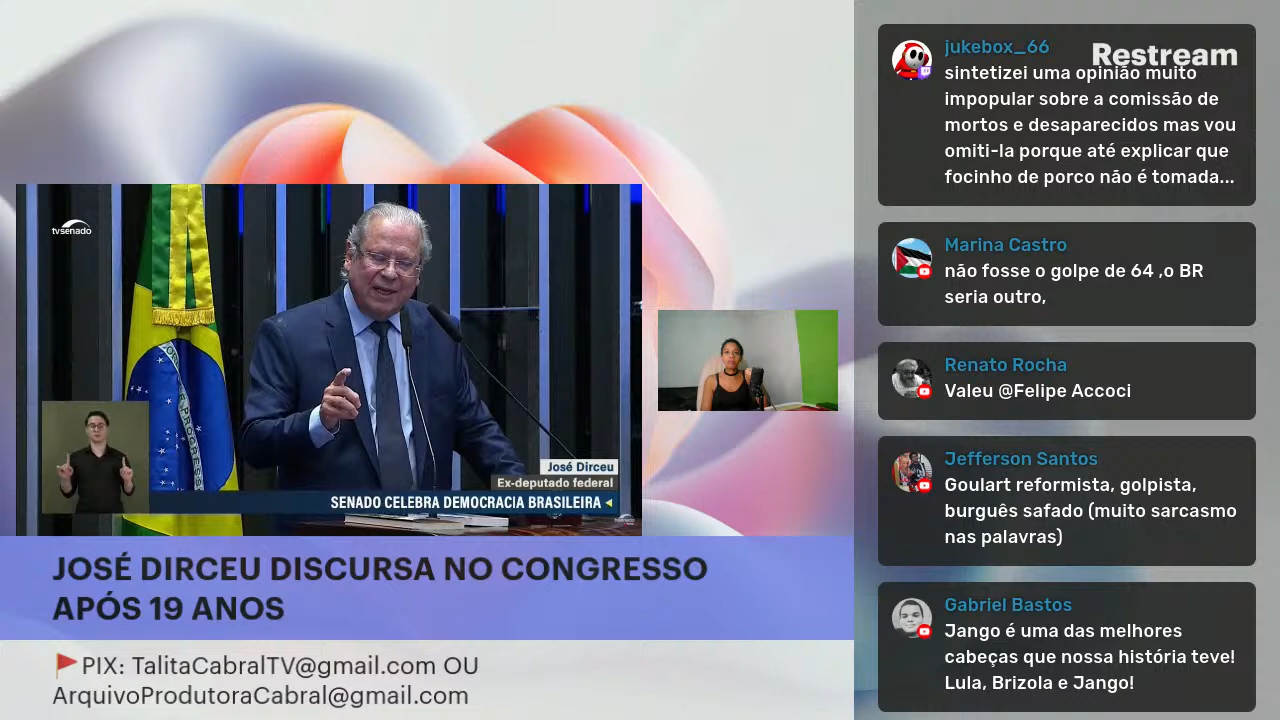 tvsenado
José Dirceu
Ex-deputado federal
SENADO CELEBRA DEMOCRACIA BRASILEIRA
JOSÉ DIRCEU DISCURSA NO CONGRESSO
APÓS 19 ANOS
PIX: TalitaCabralTV@gmail.com OU
ArquivoProdutoraCabral@gmail.com
Restream
jukebox_66
sintetizei uma opinião muito
impopular sobre a comissão de
mortos e desaparecidos mas vou
omiti-la porque até explicar que
focinho de porco não é tomada...
Marina Castro
não fosse o golpe de 64 ,o BR
seria outro,
Renato Rocha
Valeu @Felipe Accoci
Jefferson Santos
Goulart reformista, golpista,
burguês safado (muito sarcasmo
nas palavras)
Gabriel Bastos
Jango é uma das melhores
cabeças que nossa história teve!
Lula, Brizola e Jango!